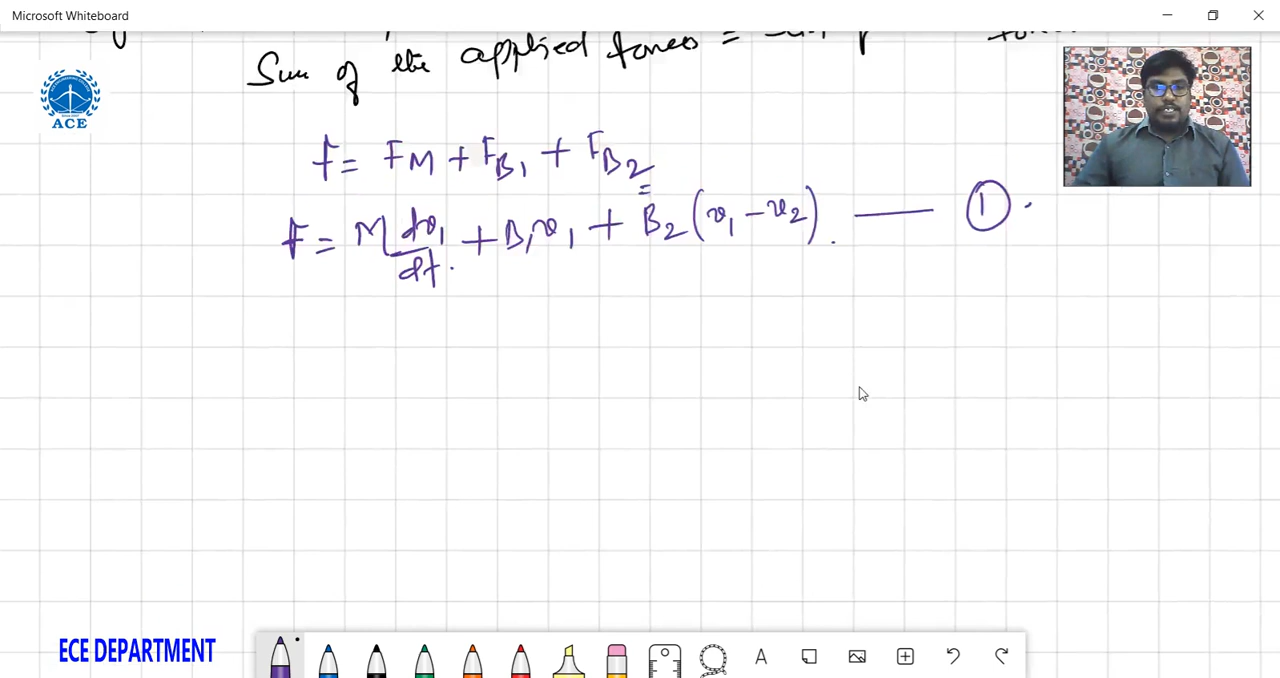 Microsoft Whiteboard
Sum of the applied forces =
ACE
F = FM + FB1 + FB2
F = M dv1/dt + B1v1 + B2(v1 - v2). —— ①.
ECE DEPARTMENT
A